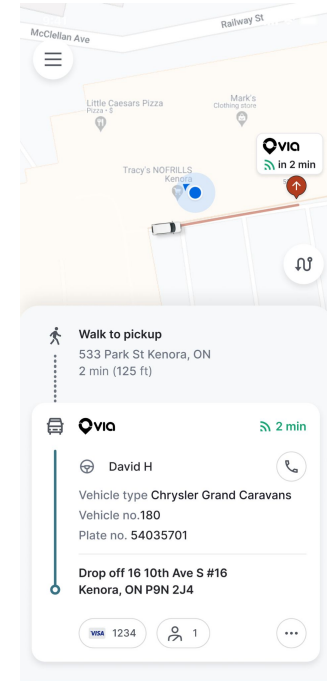 Railway St
McClellan Ave
Little Caesars Pizza
Pizza • $
Mark's
Clothing store
via
in 2 min
Tracy's NOFRILLS
Kenora
Walk to pickup
533 Park St Kenora, ON
2 min (125 ft)
via
2 min
David H
Vehicle type Chrysler Grand Caravans
Vehicle no.180
Plate no. 54035701
Drop off 16 10th Ave S #16
Kenora, ON P9N 2J4
VISA 1234
1